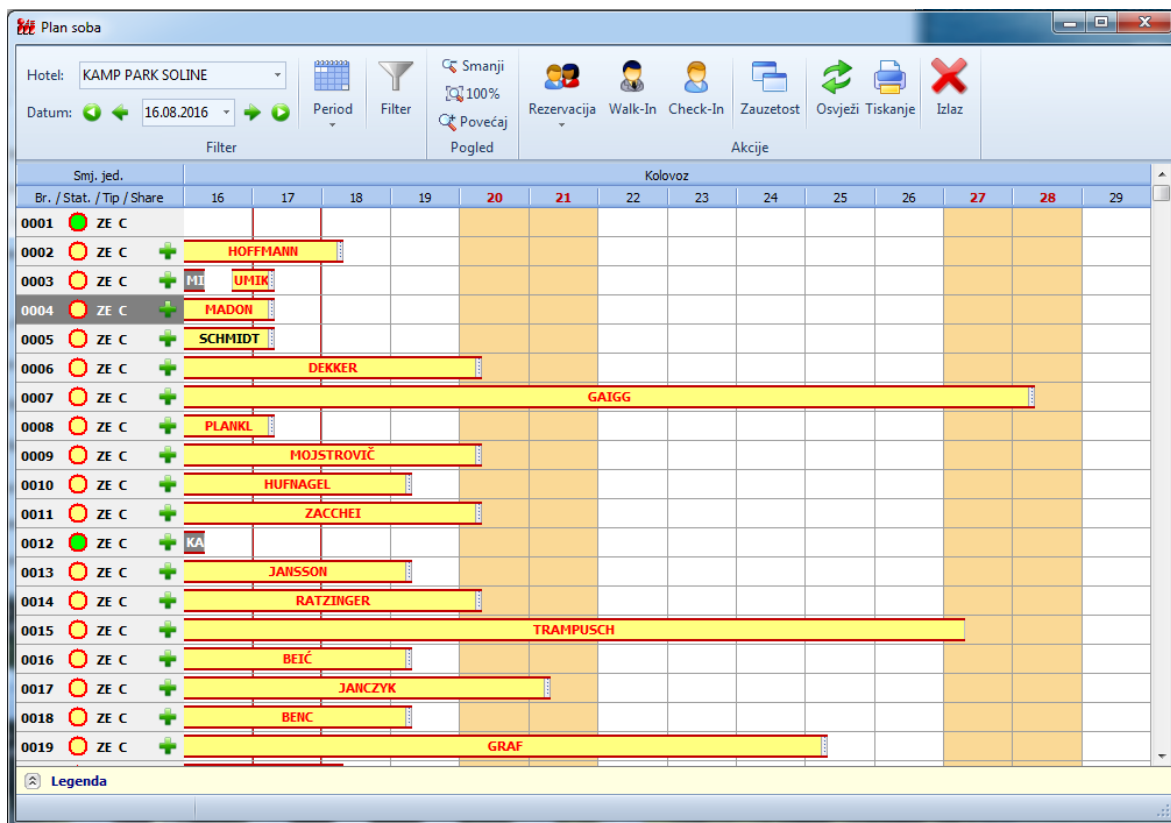 Plan soba
Hotel: KAMP PARK SOLINE
Datum: 16.08.2016
Period
Filter
Smanji
100%
Povećaj
Rezervacija
Walk-In
Check-In
Zauzetost
Osvježi
Tiskanje
Izlaz
Filter
Pogled
Akcije
Smj. jed. Kolovoz
Br. / Stat. / Tip / Share 16 17 18 19 20 21 22 23 24 25 26 27 28 29
0001 ZE C
0002 ZE C HOFFMANN
0003 ZE C MI UMIK
0004 ZE C MADON
0005 ZE C SCHMIDT
0006 ZE C DEKKER
0007 ZE C GAIGG
0008 ZE C PLANKL
0009 ZE C MOJSTROVIČ
0010 ZE C HUFNAGEL
0011 ZE C ZACCHEI
0012 ZE C KA
0013 ZE C JANSSON
0014 ZE C RATZINGER
0015 ZE C TRAMPUSCH
0016 ZE C BEIĆ
0017 ZE C JANCZYK
0018 ZE C BENC
0019 ZE C GRAF
Legenda